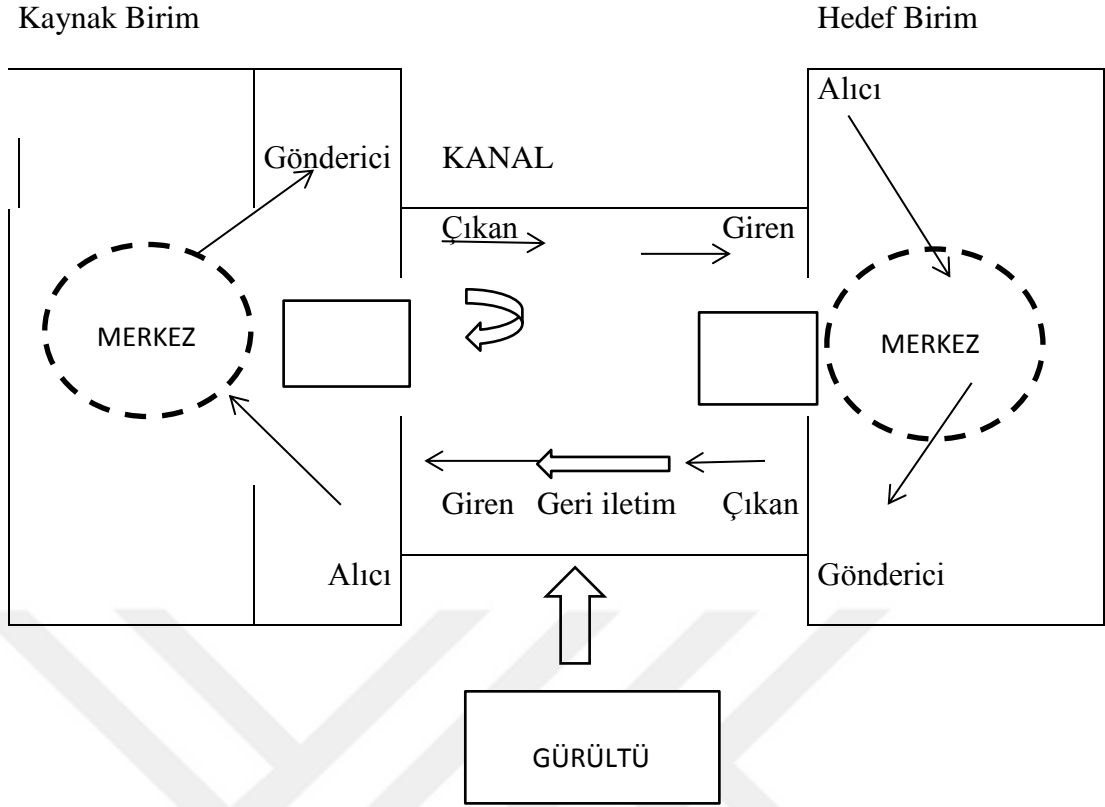 Kaynak Birim Hedef Birim
Alıcı
Gönderici KANAL
Çıkan Giren
MERKEZ MERKEZ
Giren Geri iletim Çıkan
Alıcı Gönderici
GÜRÜLTÜ